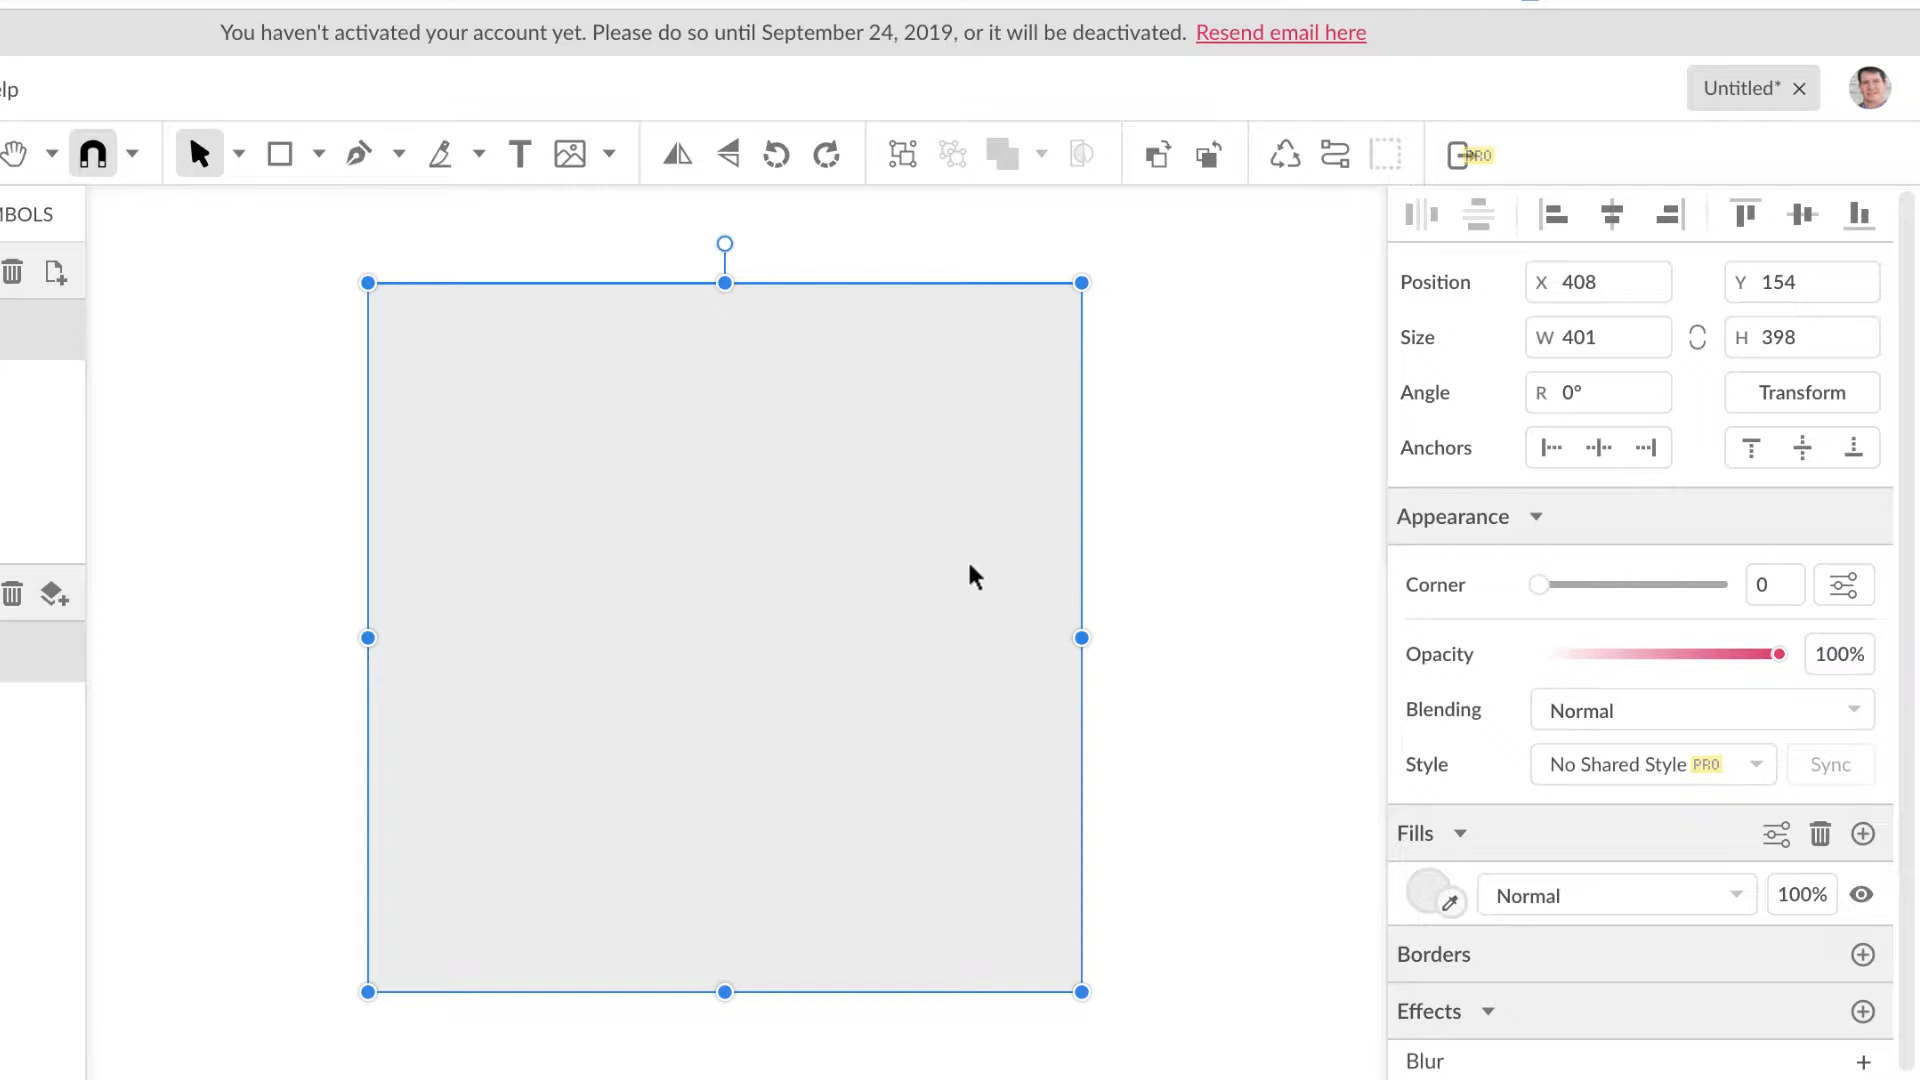 You haven't activated your account yet. Please do so until September 24, 2019, or it will be deactivated. Resend email here
elp
Untitled* ×
T
PRO
MBOLS
Position X 408 Y 154
Size W 401 H 398
Angle R 0° Transform
Anchors
Appearance
Corner 0
Opacity 100%
Blending Normal
Style No Shared Style PRO Sync
Fills
Normal 100%
Borders
Effects
Blur +